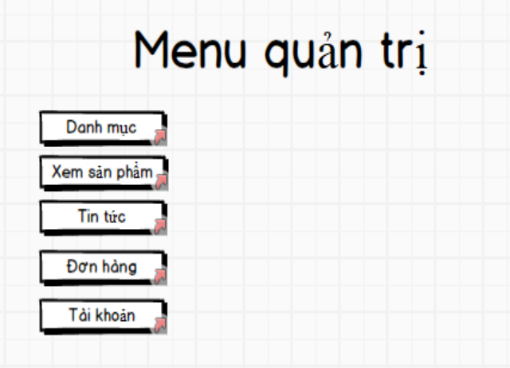 Menu quản trị
Danh mục
Xem sản phẩm
Tin tức
Đơn hàng
Tài khoản